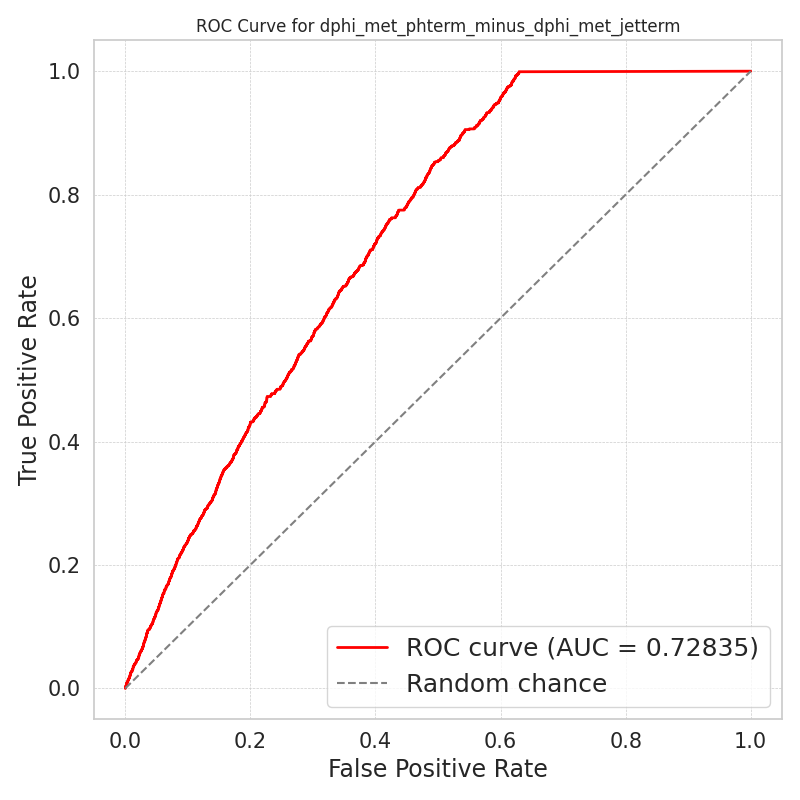 ROC Curve for dphi_met_phterm_minus_dphi_met_jetterm
1.0
0.8
0.6
0.4
0.2
0.0
True Positive Rate
ROC curve (AUC = 0.72835)
Random chance
0.0 0.2 0.4 0.6 0.8 1.0
False Positive Rate